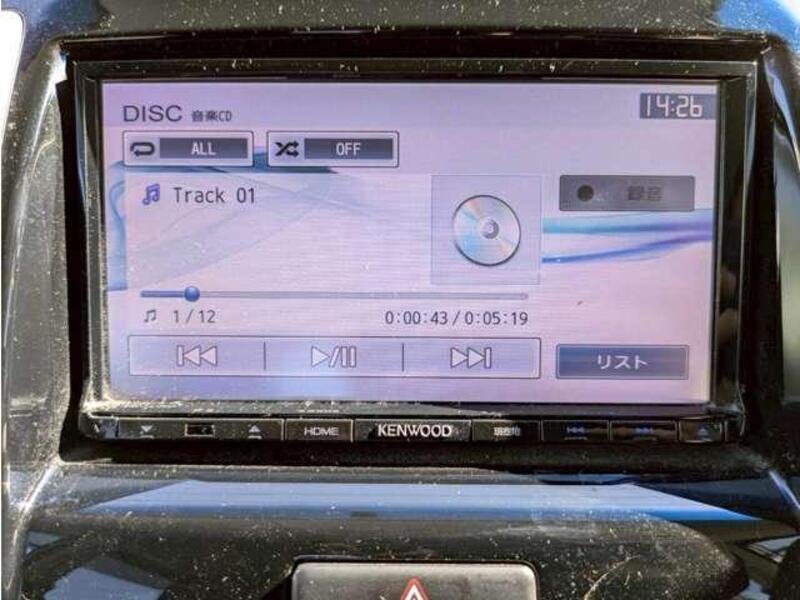 DISC 音楽CD 14:26
ALL OFF
Track 01 録音
1/12 0:00:43/0:05:19
リスト
HOME KENWOOD 現在地